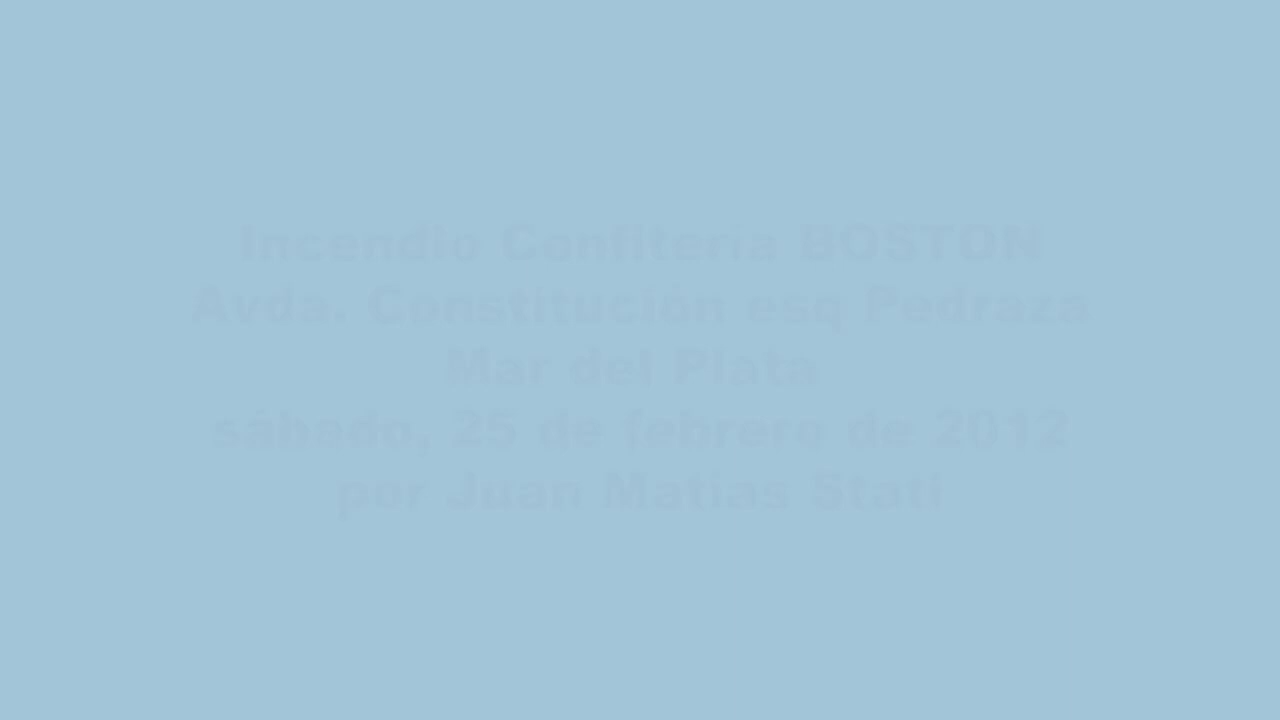 Incendio Confitería BOSTON
Avda. Constitución esq Pedraza
Mar del Plata
sábado, 25 de febrero de 2012
por Juan Matias Stati